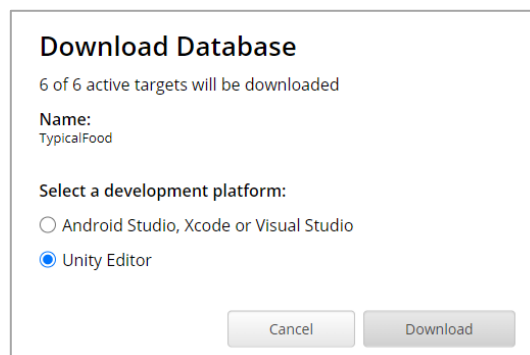 Download Database
6 of 6 active targets will be downloaded
Name:
TypicalFood
Select a development platform:
Android Studio, Xcode or Visual Studio
Unity Editor
Cancel Download